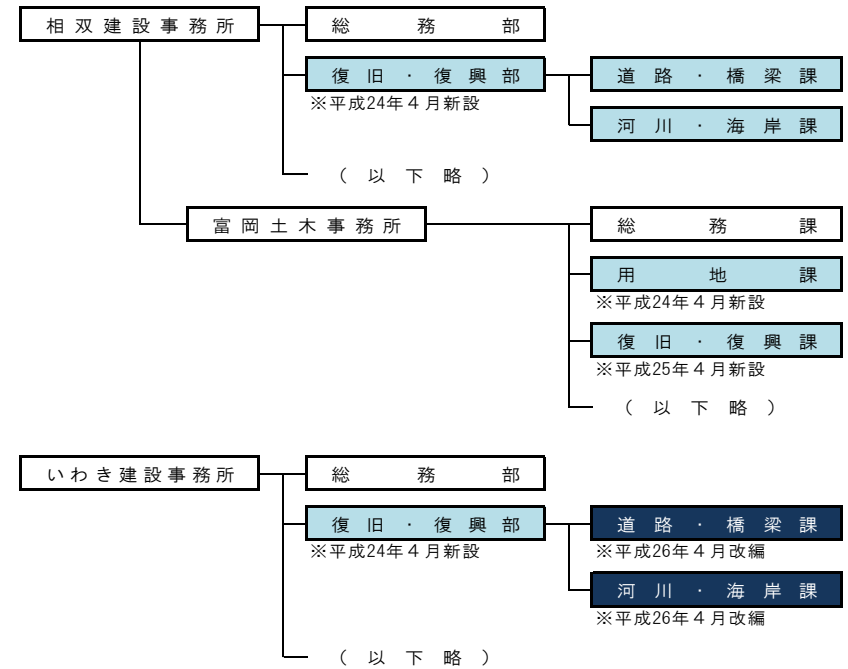 相双建設事務所
総務部
復旧・復興部
道路・橋梁課
※平成24年４月新設
河川・海岸課
（以下略）
富岡土木事務所
総務課
用地課
※平成24年４月新設
復旧・復興課
※平成25年４月新設
（以下略）
いわき建設事務所
総務部
復旧・復興部
道路・橋梁課
※平成24年４月新設
※平成26年４月改編
河川・海岸課
※平成26年４月改編
（以下略）